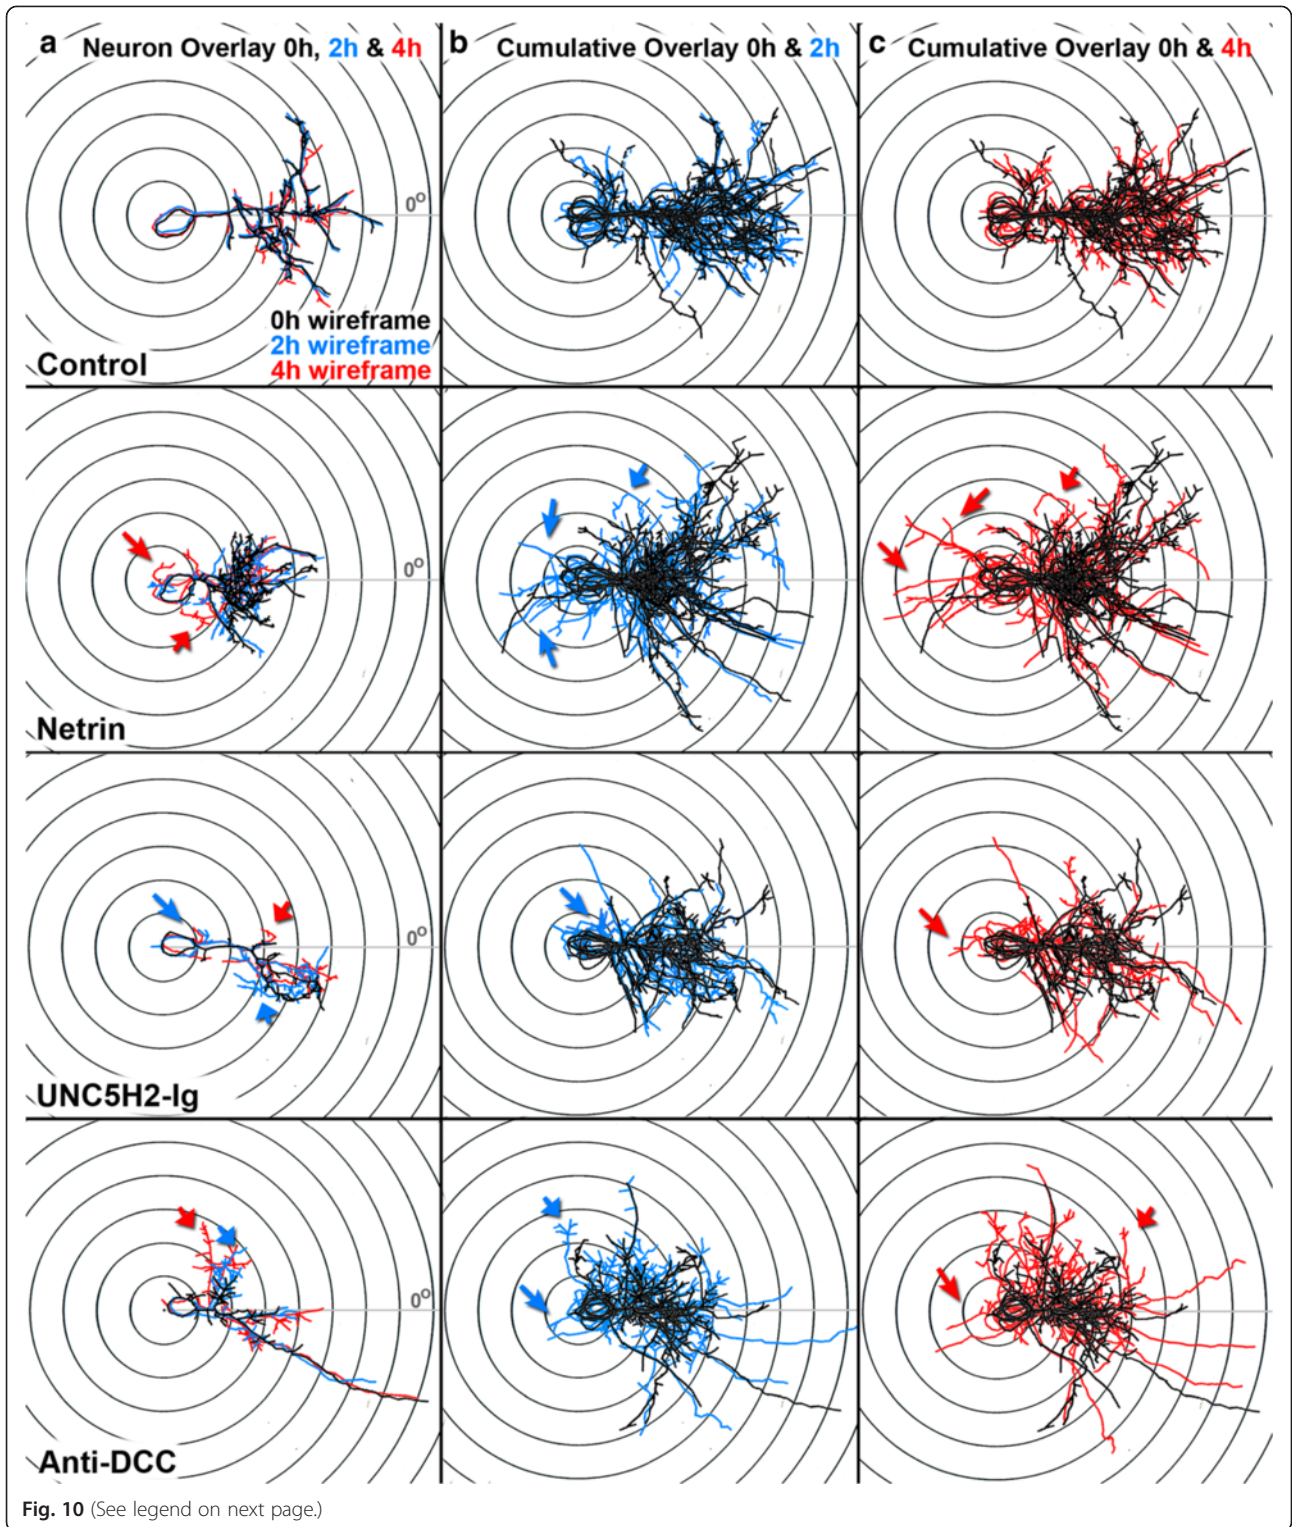 a Neuron Overlay 0h, 2h & 4h
b Cumulative Overlay 0h & 2h
c Cumulative Overlay 0h & 4h
0°
0h wireframe
2h wireframe
4h wireframe
Control
0°
Netrin
0°
UNC5H2-Ig
0°
Anti-DCC
Fig. 10 (See legend on next page.)